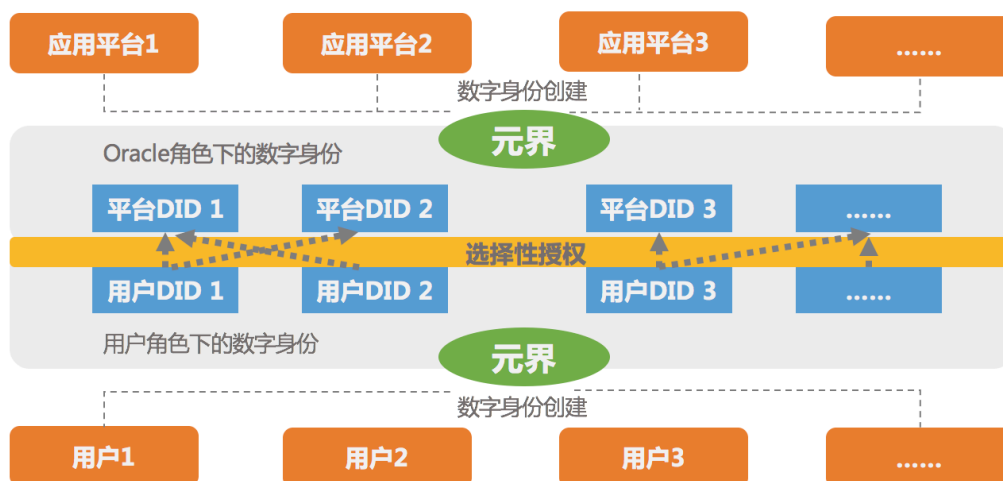 应用平台1
应用平台2
应用平台3
......
数字身份创建
元界
Oracle角色下的数字身份
平台DID 1
平台DID 2
平台DID 3
......
选择性授权
用户DID 1
用户DID 2
用户DID 3
......
用户角色下的数字身份
元界
数字身份创建
用户1
用户2
用户3
......